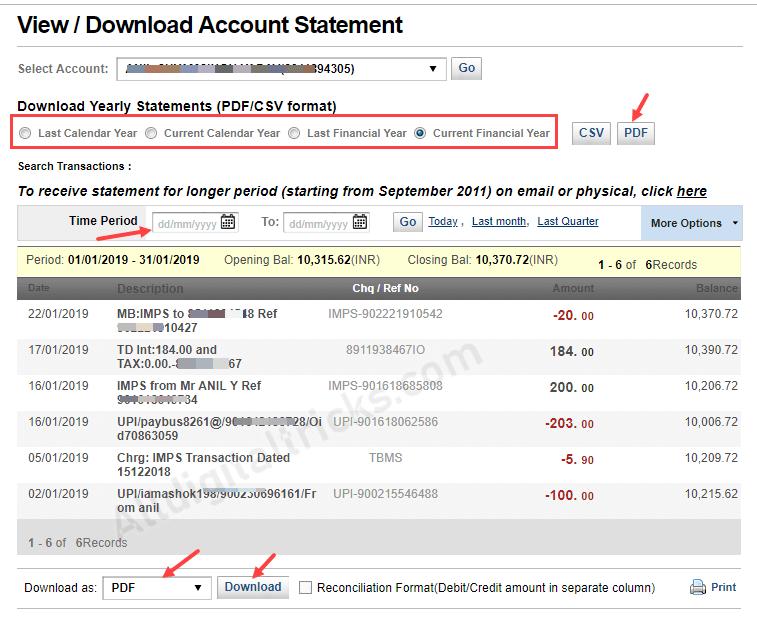 View / Download Account Statement
Select Account: 394305) Go
Download Yearly Statements (PDF/CSV format)
Last Calendar Year Current Calendar Year Last Financial Year Current Financial Year CSV PDF
Search Transactions :
To receive statement for longer period (starting from September 2011) on email or physical, click here
Time Period dd/mm/yyyy To: dd/mm/yyyy Go Today , Last month, Last Quarter More Options
Period: 01/01/2019 - 31/01/2019 Opening Bal: 10,315.62(INR) Closing Bal: 10,370.72(INR) 1 - 6 of 6Records
Date Description Chq / Ref No Amount Balance
22/01/2019 MB:IMPS to 8 48 Ref IMPS-902221910542 -20.00 10,370.72
10427
17/01/2019 TD Int:184.00 and 8911938467IO 184.00 10,390.72
TAX:0.00.- 67
16/01/2019 IMPS from Mr ANIL Y Ref IMPS-901618685808 200.00 10,206.72
16/01/2019 UPI/paybus8261@/ 28/Oi UPI-901618062586 -203.00 10,006.72
d70863059
05/01/2019 Chrg: IMPS Transaction Dated TBMS -5.90 10,209.72
15122018
02/01/2019 UPI/iamashok198/900230696161/Fr UPI-900215546488 -100.00 10,215.62
om anil
1 - 6 of 6Records
Download as: PDF Download Reconciliation Format(Debit/Credit amount in separate column) Print
Alldigitaltricks.com